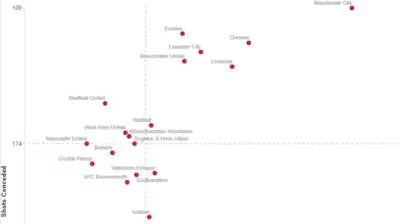 100
Manchester City
Everton
Chelsea
Leicester City
Manchester United
Liverpool
Sheffield United
Watford
West Ham United
Wolverhampton Wanderers
Newcastle United
Brighton & Hove Albion
174
Burnley
Crystal Palace
Tottenham Hotspur
AFC Bournemouth
Southampton
Shots Conceded